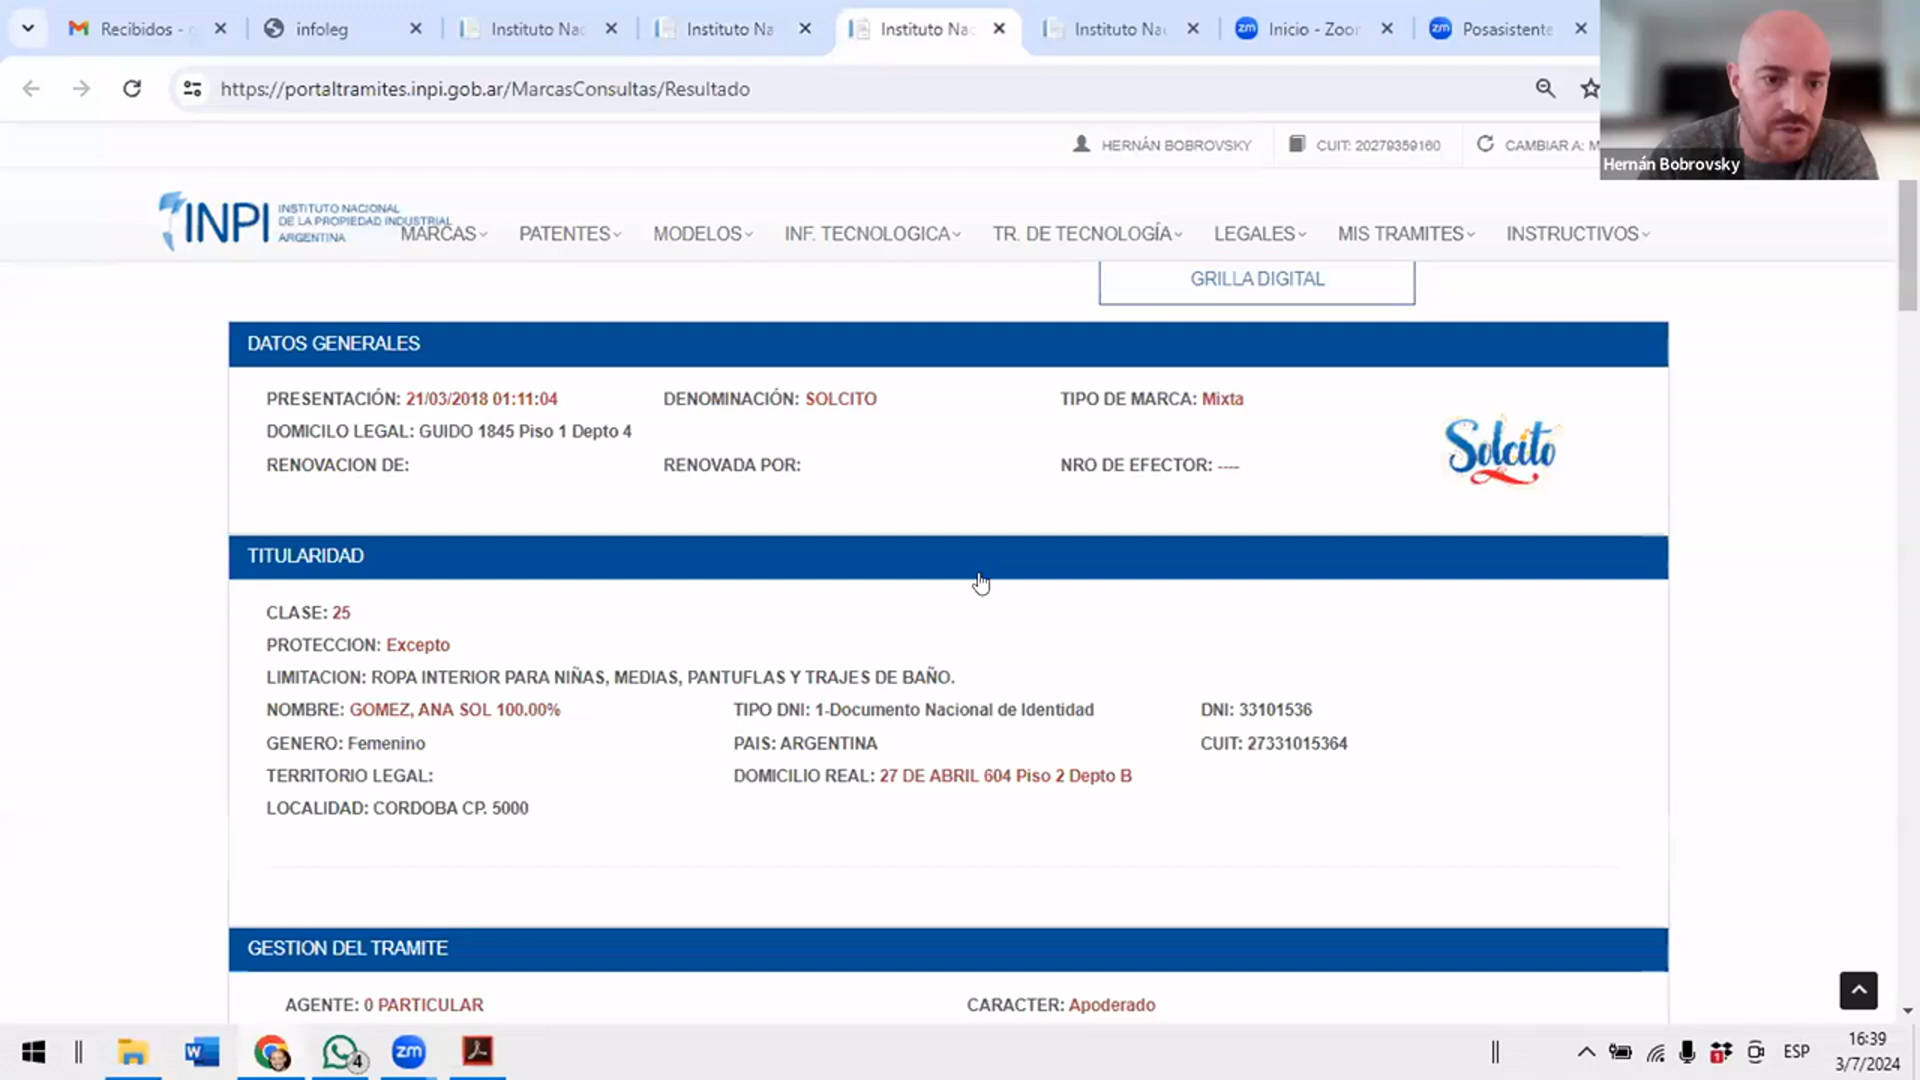 Recibidos - g
infoleg
Instituto Nac
Instituto Na
Instituto Nac
Instituto Nac
Inicio - Zoom
Posasistente
https://portaltramites.inpi.gob.ar/MarcasConsultas/Resultado
Hernán Bobrovsky
HERNÁN BOBROVSKY
CUIT: 20279359160
CAMBIAR A: M
INPI
INSTITUTO NACIONAL
DE LA PROPIEDAD INDUSTRIAL
ARGENTINA
MARCAS
PATENTES
MODELOS
INF. TECNOLOGICA
TR. DE TECNOLOGÍA
LEGALES
MIS TRAMITES
INSTRUCTIVOS
GRILLA DIGITAL
DATOS GENERALES
PRESENTACIÓN: 21/03/2018 01:11:04
DENOMINACIÓN: SOLCITO
TIPO DE MARCA: Mixta
DOMICILO LEGAL: GUIDO 1845 Piso 1 Depto 4
RENOVACION DE:
RENOVADA POR:
NRO DE EFECTOR: ----
Solcito
TITULARIDAD
CLASE: 25
PROTECCION: Excepto
LIMITACION: ROPA INTERIOR PARA NIÑAS, MEDIAS, PANTUFLAS Y TRAJES DE BAÑO.
NOMBRE: GOMEZ, ANA SOL 100.00%
TIPO DNI: 1-Documento Nacional de Identidad
DNI: 33101536
GENERO: Femenino
PAIS: ARGENTINA
CUIT: 27331015364
TERRITORIO LEGAL:
DOMICILIO REAL: 27 DE ABRIL 604 Piso 2 Depto B
LOCALIDAD: CORDOBA CP. 5000
GESTION DEL TRAMITE
AGENTE: 0 PARTICULAR
CARACTER: Apoderado
4
zm
1
ESP
16:39
3/7/2024